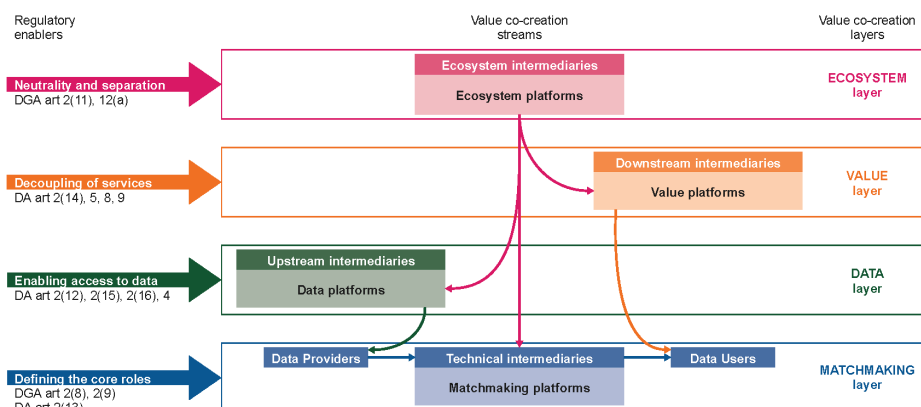 Regulatory
enablers
Value co-creation
streams
Value co-creation
layers
Neutrality and separation
DGA art 2(11), 12(a)
Ecosystem intermediaries
Ecosystem platforms
ECOSYSTEM
layer
Decoupling of services
DA art 2(14), 5, 8, 9
Downstream intermediaries
Value platforms
VALUE
layer
Enabling access to data
DA art 2(12), 2(15), 2(16), 4
Upstream intermediaries
Data platforms
DATA
layer
Defining the core roles
DGA art 2(8), 2(9)
DA art 2(13)
Data Providers
Technical intermediaries
Matchmaking platforms
Data Users
MATCHMAKING
layer